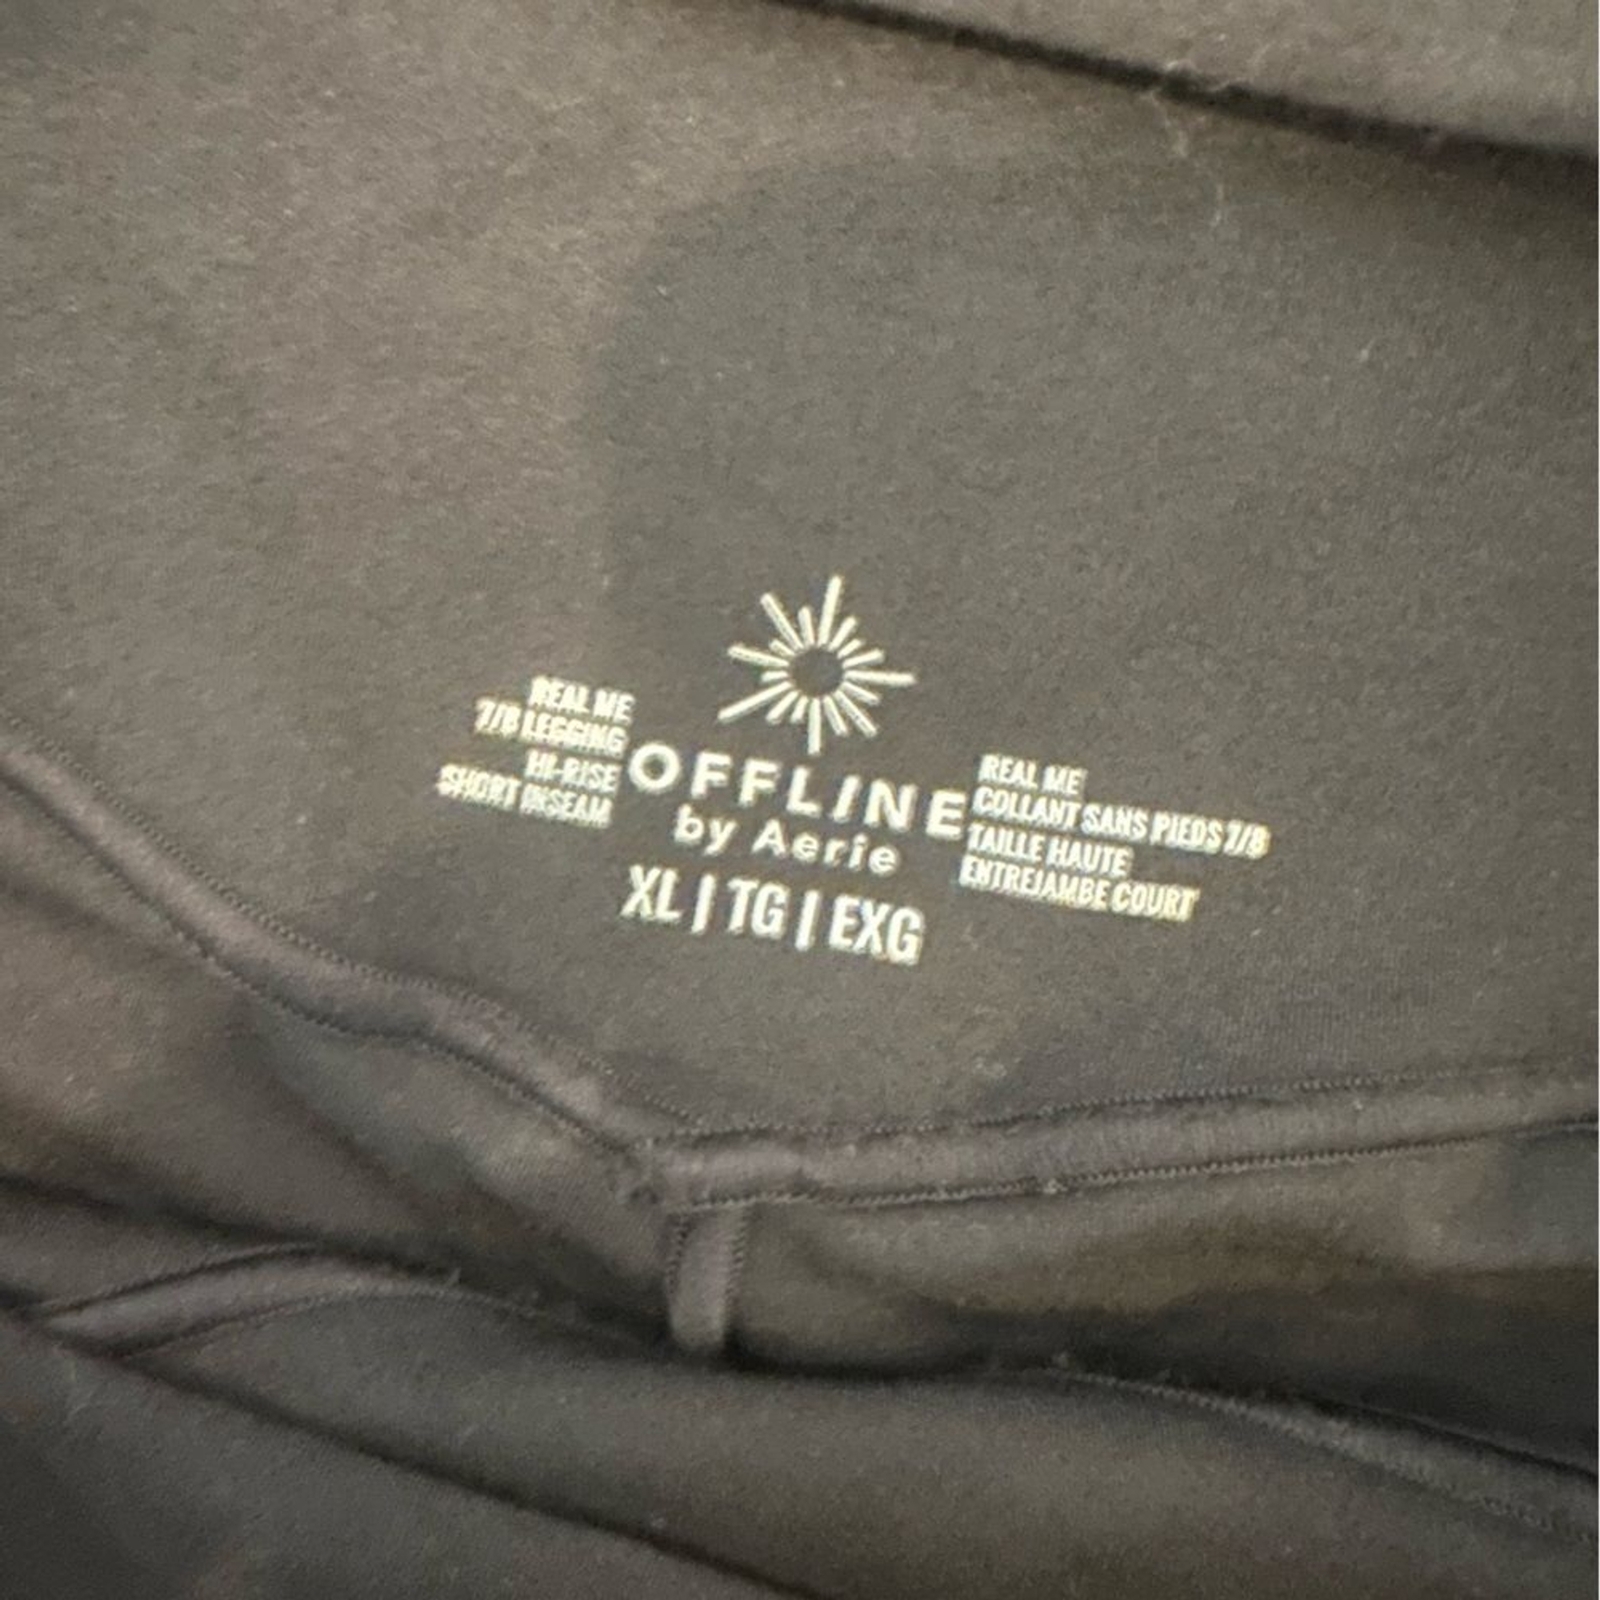 REAL ME
7/8 LEGGING
HI-RISE
SHORT INSEAM
OFFLINE
by Aerie
XL | TG | EXG
REAL ME
COLLANT SANS PIEDS 7/8
TAILLE HAUTE
ENTREJAMBE COURT